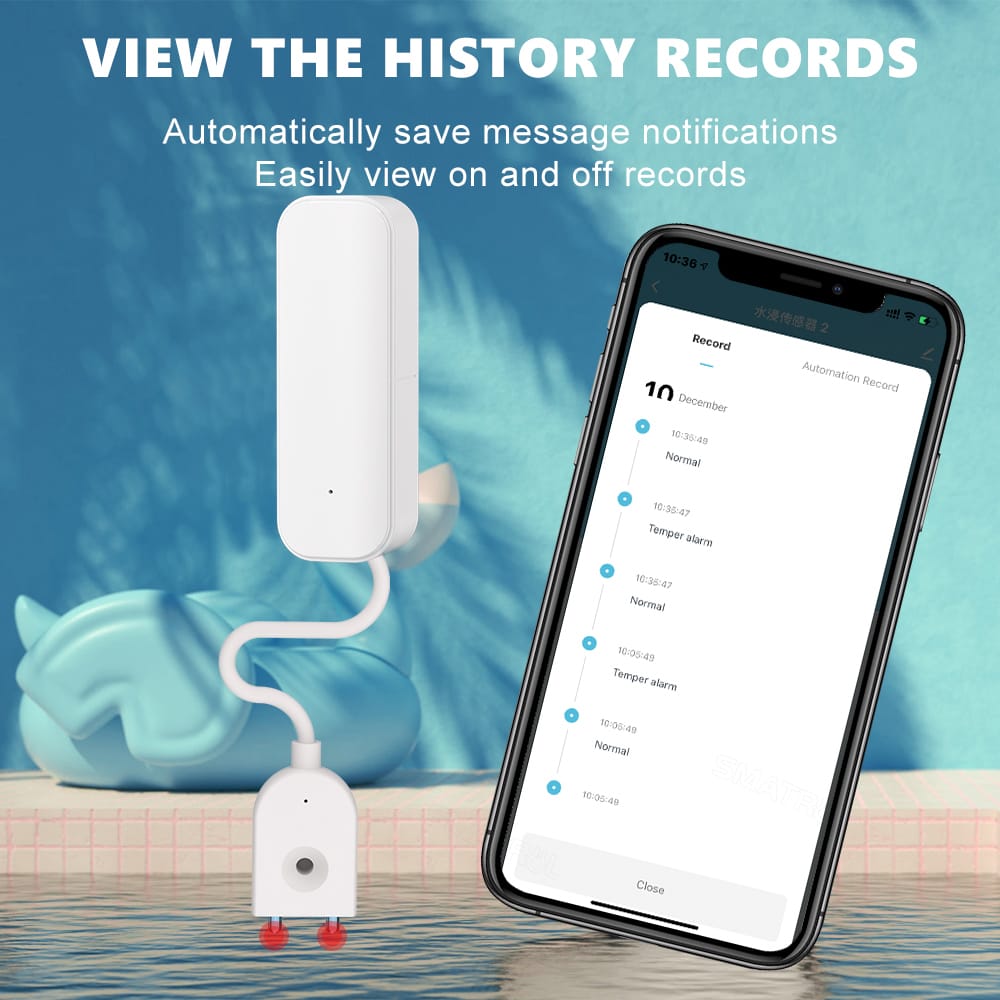 VIEW THE HISTORY RECORDS
Automatically save message notifications
Easily view on and off records
10:36
水浸传感器 2
Record
Automation Record
10 December
10:35:49
Normal
10:35:47
Temper alarm
10:35:47
Normal
10:05:49
Temper alarm
10:05:49
Normal
10:05:49
Close